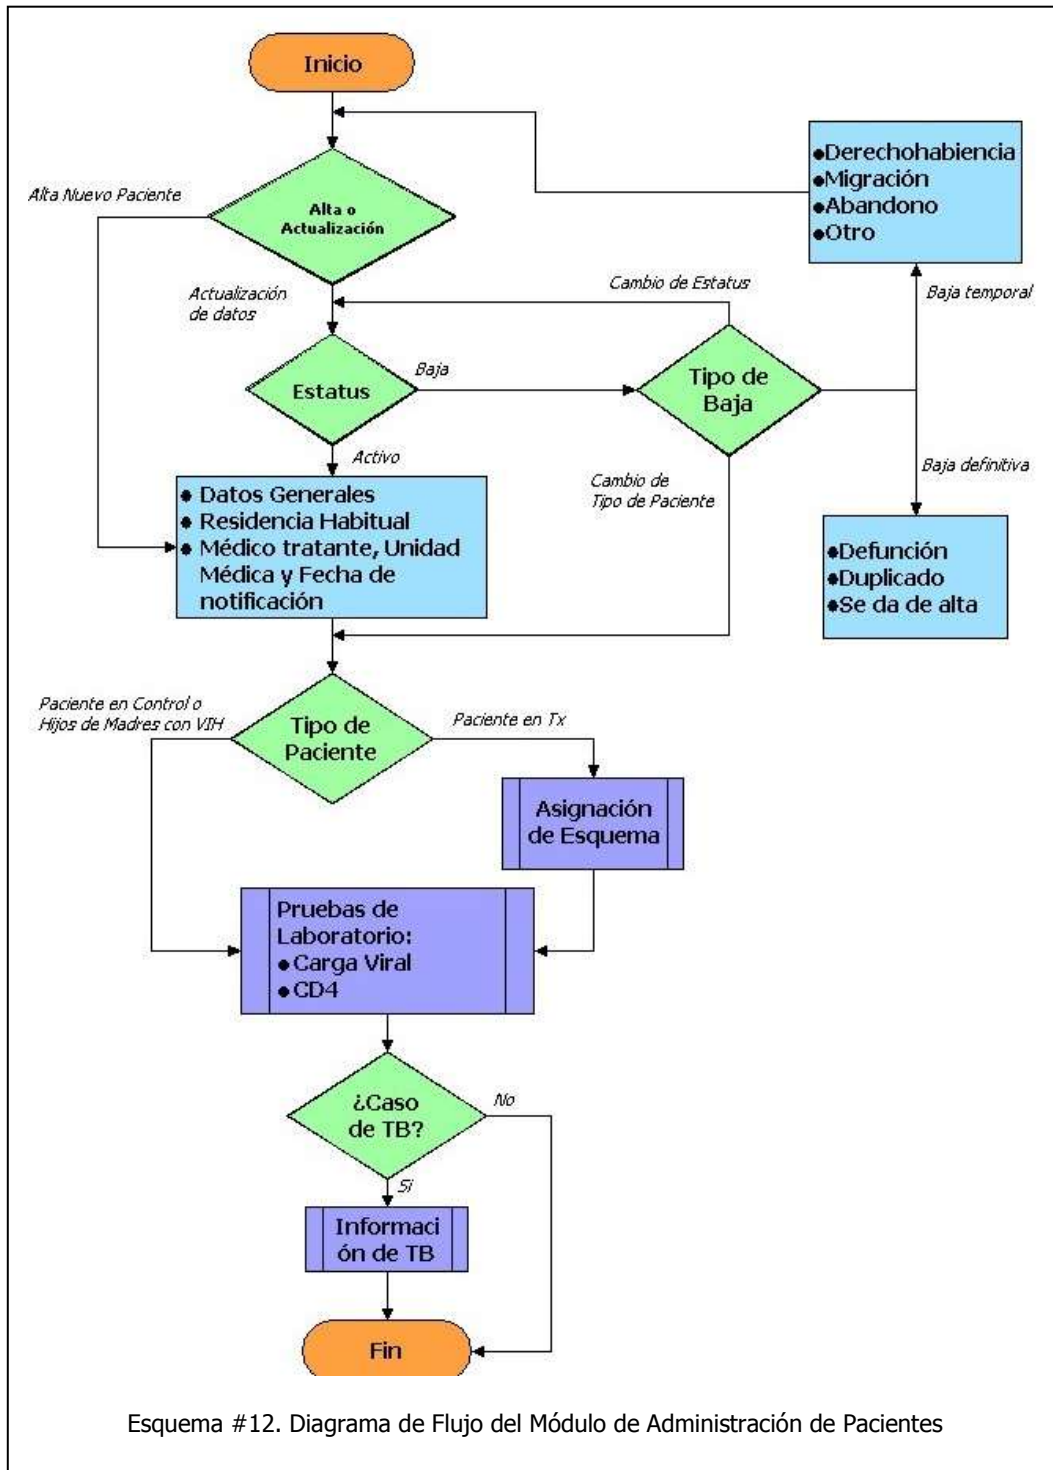 Inicio
●Derechohabiencia
●Migración
●Abandono
●Otro
Alta Nuevo Paciente
Alta o
Actualización
Actualización
de datos
Cambio de Estatus
Baja temporal
Estatus
Baja
Tipo de
Baja
Activo
Cambio de
Tipo de Paciente
Baja definitiva
● Datos Generales
● Residencia Habitual
● Médico tratante, Unidad
Médica y Fecha de
notificación
●Defunción
●Duplicado
●Se da de alta
Paciente en Control o
Hijos de Madres con VIH
Tipo de
Paciente
Paciente en Tx
Asignación
de Esquema
Pruebas de
Laboratorio:
●Carga Viral
●CD4
¿Caso
de TB?
No
Si
Informaci
ón de TB
Fin
Esquema #12. Diagrama de Flujo del Módulo de Administración de Pacientes